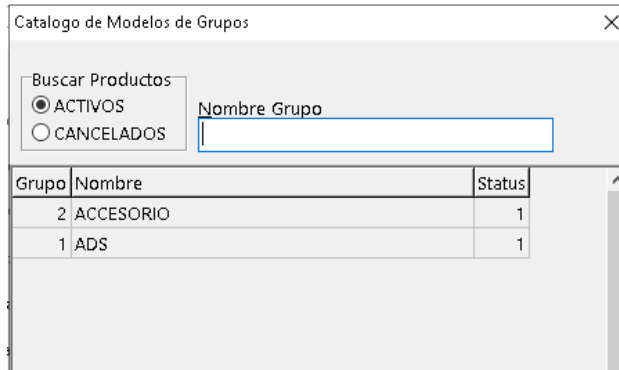 Catalogo de Modelos de Grupos
Buscar Productos
ACTIVOS
CANCELADOS
Nombre Grupo
Grupo Nombre Status
2 ACCESORIO 1
1 ADS 1